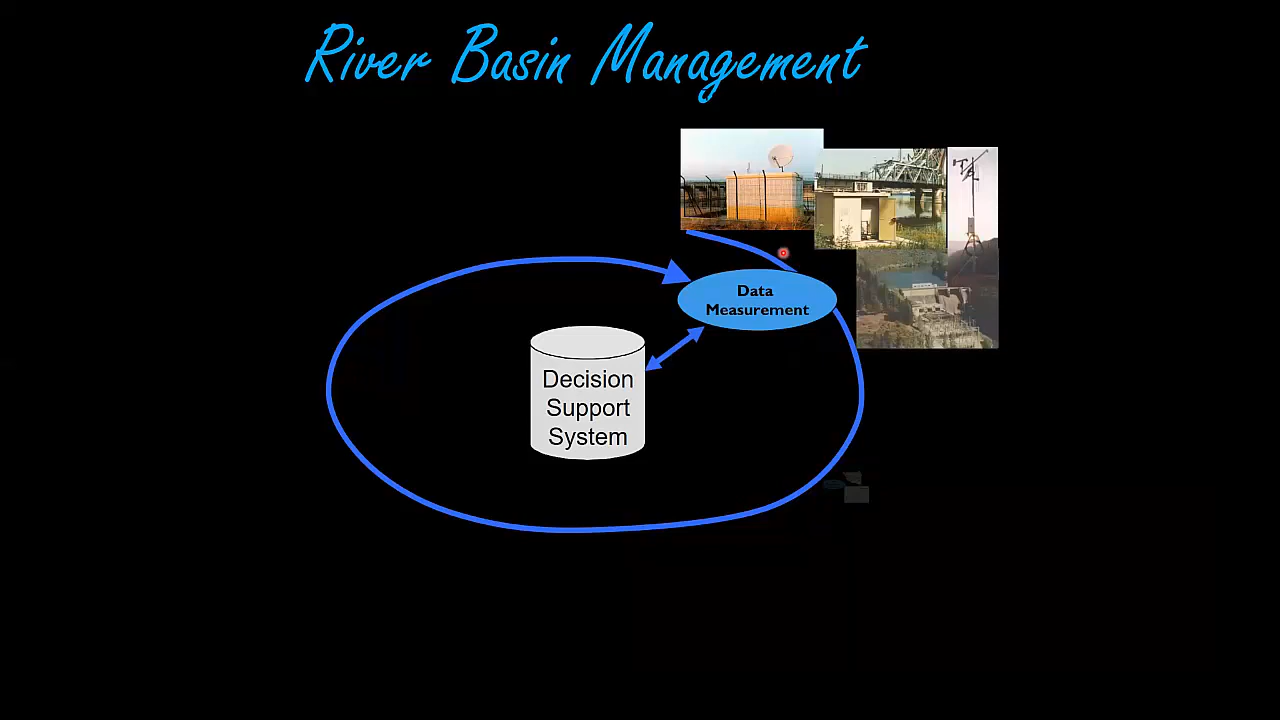 River Basin Management
Data
Measurement
Decision
Support
System